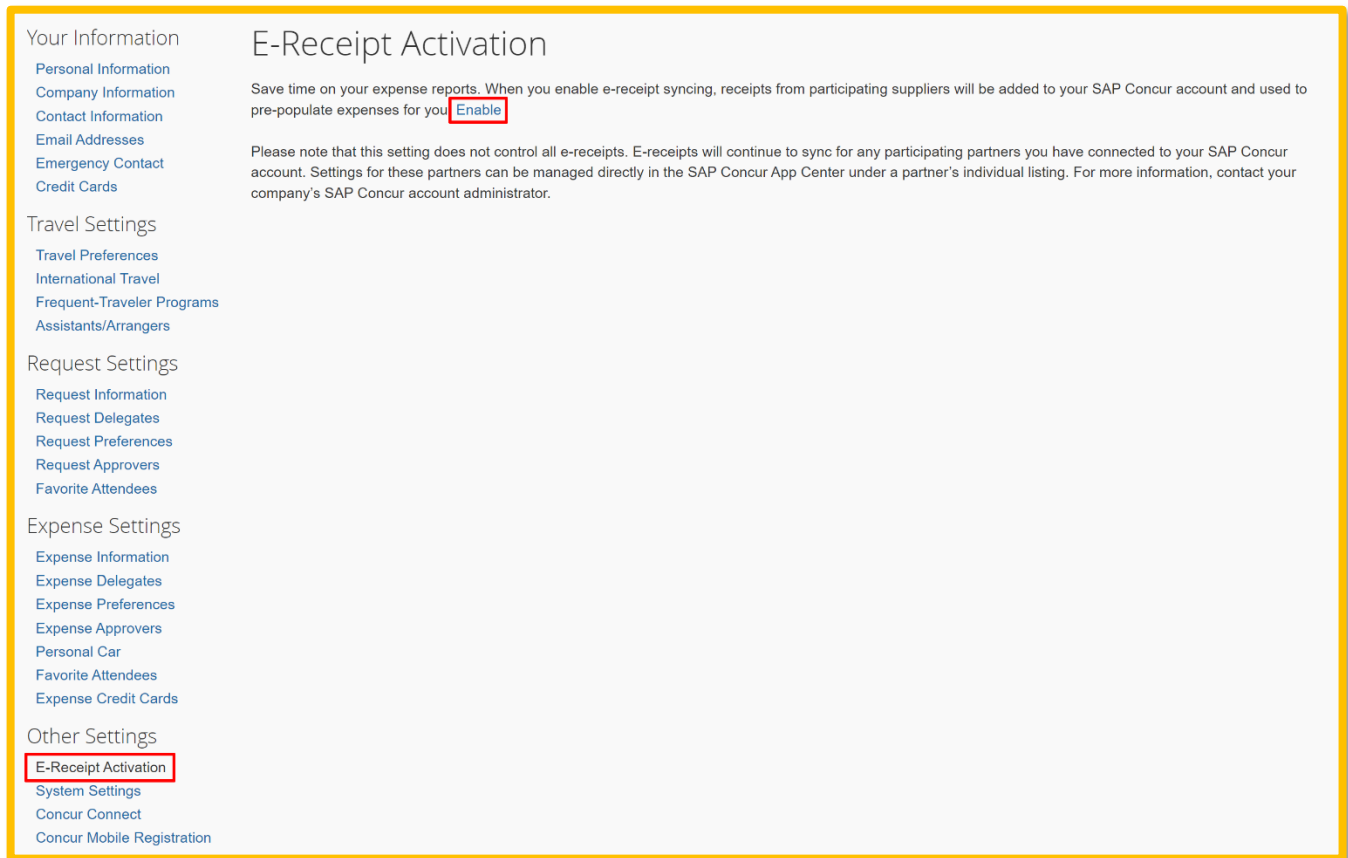 Your Information
Personal Information
Company Information
Contact Information
Email Addresses
Emergency Contact
Credit Cards
Travel Settings
Travel Preferences
International Travel
Frequent-Traveler Programs
Assistants/Arrangers
Request Settings
Request Information
Request Delegates
Request Preferences
Request Approvers
Favorite Attendees
Expense Settings
Expense Information
Expense Delegates
Expense Preferences
Expense Approvers
Personal Car
Favorite Attendees
Expense Credit Cards
Other Settings
E-Receipt Activation
System Settings
Concur Connect
Concur Mobile Registration
E-Receipt Activation
Save time on your expense reports. When you enable e-receipt syncing, receipts from participating suppliers will be added to your SAP Concur account and used to
pre-populate expenses for you Enable
Please note that this setting does not control all e-receipts. E-receipts will continue to sync for any participating partners you have connected to your SAP Concur
account. Settings for these partners can be managed directly in the SAP Concur App Center under a partner's individual listing. For more information, contact your
company's SAP Concur account administrator.